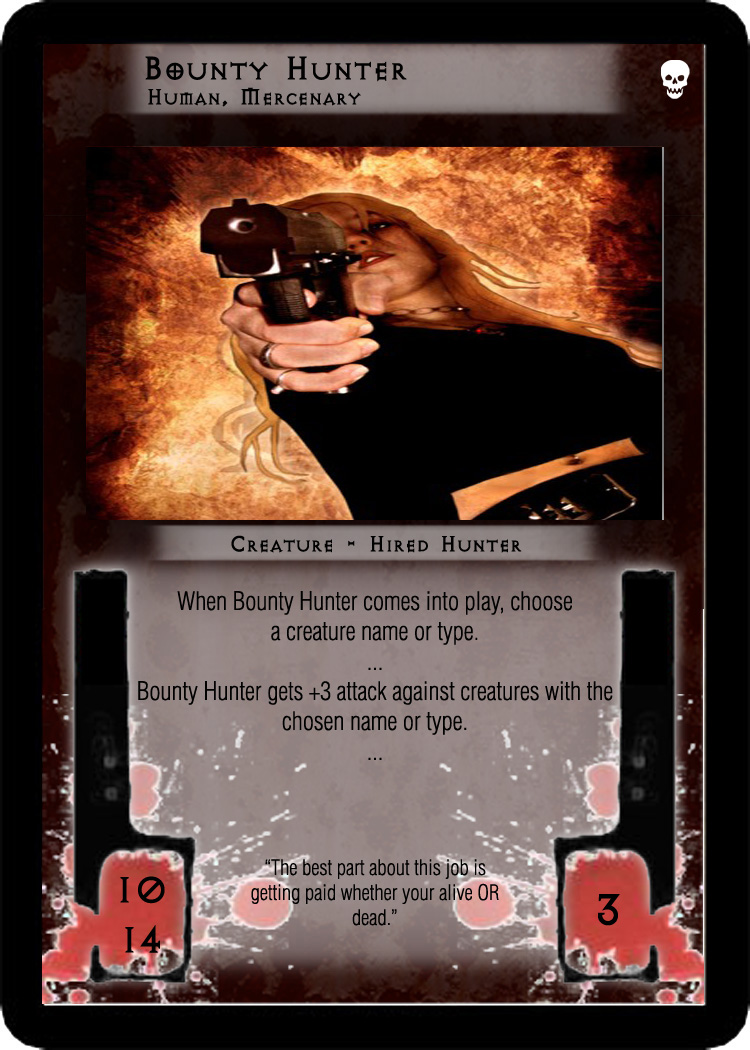 Bounty Hunter
Human, Mercenary
Creature - Hired Hunter
When Bounty Hunter comes into play, choose
a creature name or type.
...
Bounty Hunter gets +3 attack against creatures with the
chosen name or type.
...
"The best part about this job is
getting paid whether your alive OR
dead."
10
14
3